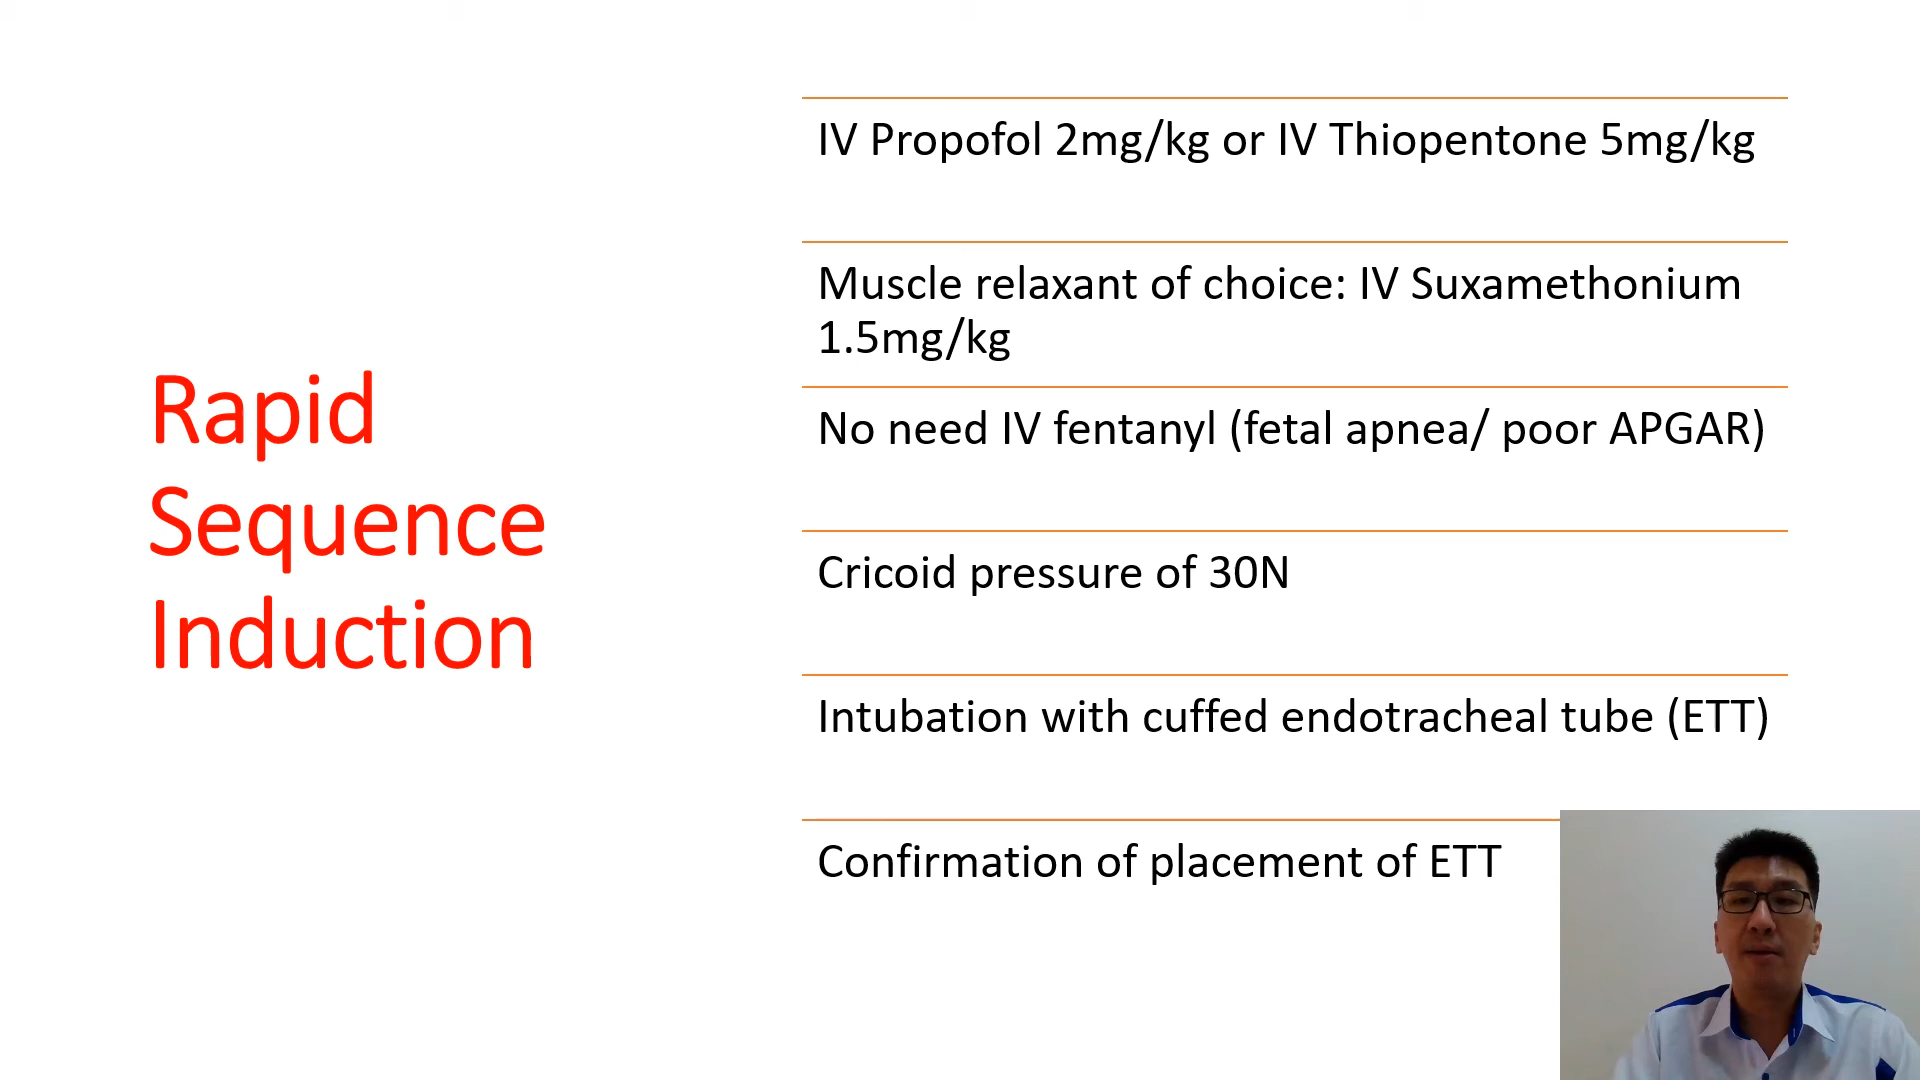 Rapid
Sequence
Induction
IV Propofol 2mg/kg or IV Thiopentone 5mg/kg
Muscle relaxant of choice: IV Suxamethonium
1.5mg/kg
No need IV fentanyl (fetal apnea/ poor APGAR)
Cricoid pressure of 30N
Intubation with cuffed endotracheal tube (ETT)
Confirmation of placement of ETT